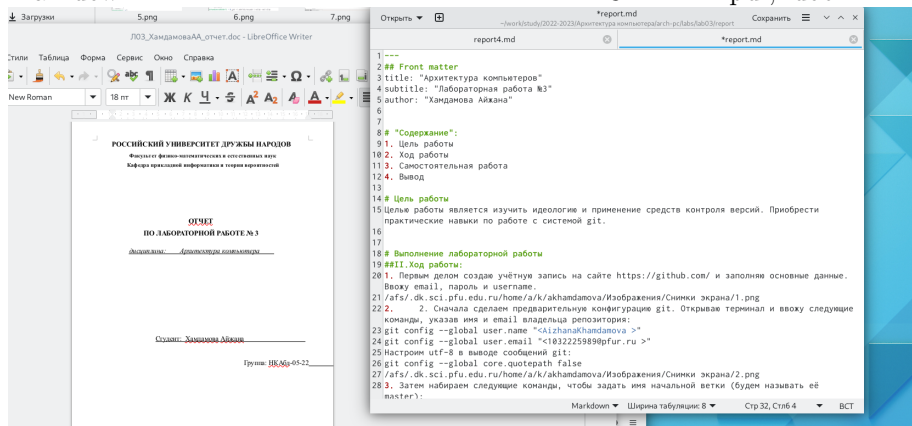 Загрузки
5.png
6.png
7.png
Л03_ХамдамоваАА_отчет.doc - LibreOffice Writer
Стили Таблица Форма Сервис Окно Справка
New Roman
18 пт
Ж К Ч
РОССИЙСКИЙ УНИВЕРСИТЕТ ДРУЖБЫ НАРОДОВ
Факультет физико-математических и естественных наук
Кафедра прикладной информатики и теории вероятностей
ОТЧЕТ
ПО ЛАБОРАТОРНОЙ РАБОТЕ № 3
дисциплина: Архитектура компьютера
Студент: Хамдамова Айжана
Группа: НКАбд-05-22
Открыть
*report.md
~/work/study/2022-2023/Архитектура компьютера/arch-pc/labs/lab03/report
Сохранить
report4.md
*report.md
1 ---
2 ## Front matter
3 title: "Архитектура компьютеров"
4 subtitle: "Лабораторная работа №3"
5 author: "Хамдамова Айжана"
6
7
8 # "Содержание":
9 1. Цель работы
10 2. Ход работы
11 3. Самостоятельная работа
12 4. Вывод
13
14 # Цель работы
15 Целью работы является изучить идеологию и применение средств контроля версий. Приобрести
практические навыки по работе с системой git.
16
17
18 # Выполнение лабораторной работы
19 ##II.Ход работы:
20 1. Первым делом создаю учётную запись на сайте https://github.com/ и заполняю основные данные.
Ввожу email, пароль и username.
21 /afs/.dk.sci.pfu.edu.ru/home/a/k/akhamdamova/Изображения/Снимки экрана/1.png
22 2. 2. Сначала сделаем предварительную конфигурацию git. Открываю терминал и ввожу следующие
команды, указав имя и email владельца репозитория:
23 git config --global user.name "<AizhanaKhamdamova >"
24 git config --global user.email "<1032225989@pfur.ru >"
25 Настроим utf-8 в выводе сообщений git:
26 git config --global core.quotepath false
27 /afs/.dk.sci.pfu.edu.ru/home/a/k/akhamdamova/Изображения/Снимки экрана/2.png
28 3. Затем набираем следующие команды, чтобы задать имя начальной ветки (будем называть её
master):
Markdown Ширина табуляции: 8 Стр 32, Стлб 4 ВСТ